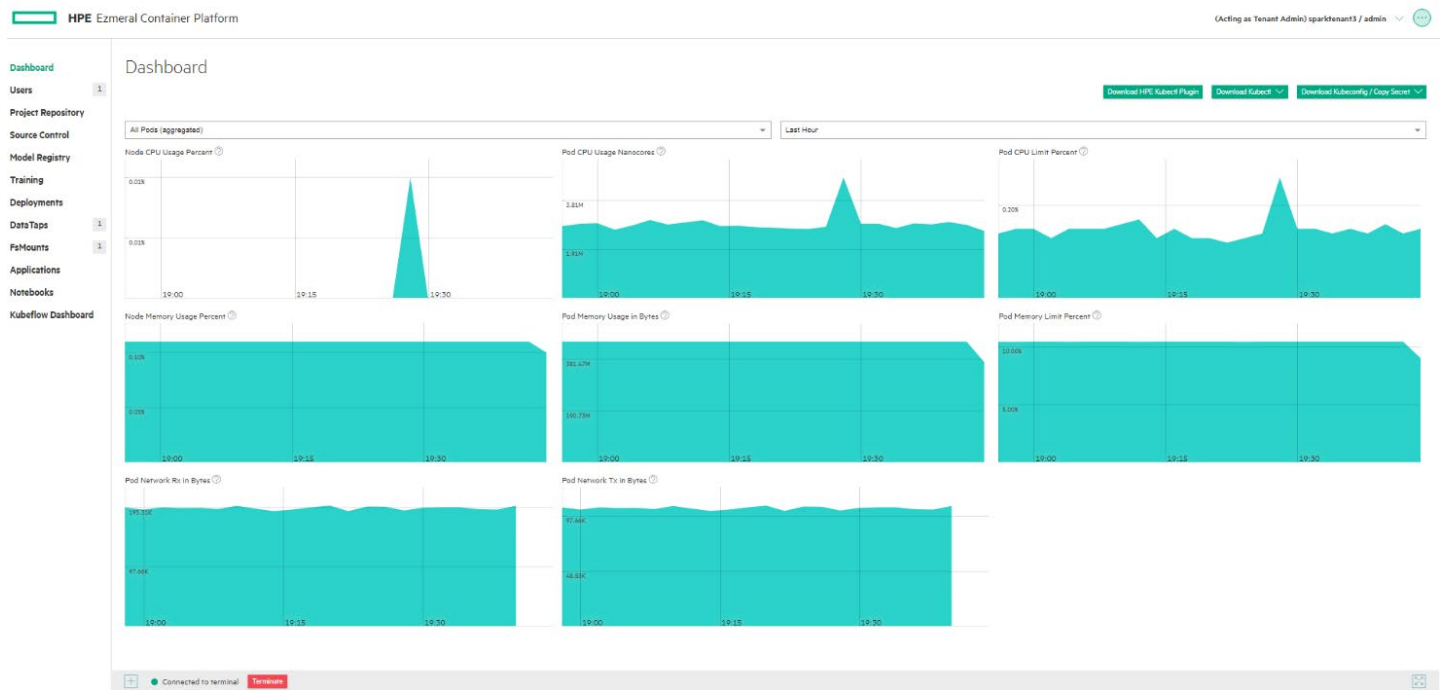 HPE Ezmeral Container Platform
(Acting as Tenant Admin) sparktenant3 / admin
Dashboard
Users 1
Project Repository
Source Control
Model Registry
Training
Deployments
DataTaps 1
FsMounts 1
Applications
Notebooks
Kubeflow Dashboard
Dashboard
Download HPE Kubectl Plugin
Download Kubectl
Download Kubeconfig / Copy Secret
All Pods (aggregated)
Last Hour
Node CPU Usage Percent
0.01%
19:00
19:15
19:30
Pod CPU Usage Nanocores
3.81M
1.91M
19:00
19:15
19:30
Pod CPU Limit Percent
0.20%
19:00
19:15
19:30
Node Memory Usage Percent
0.10%
0.05%
19:00
19:15
19:30
Pod Memory Usage in Bytes
381.47M
190.73M
19:00
19:15
19:30
Pod Memory Limit Percent
10.00%
5.00%
19:00
19:15
19:30
Pod Network Rx in Bytes
195.31K
97.66K
19:00
19:15
19:30
Pod Network Tx in Bytes
97.66K
48.83K
19:00
19:15
19:30
Connected to terminal
Terminate